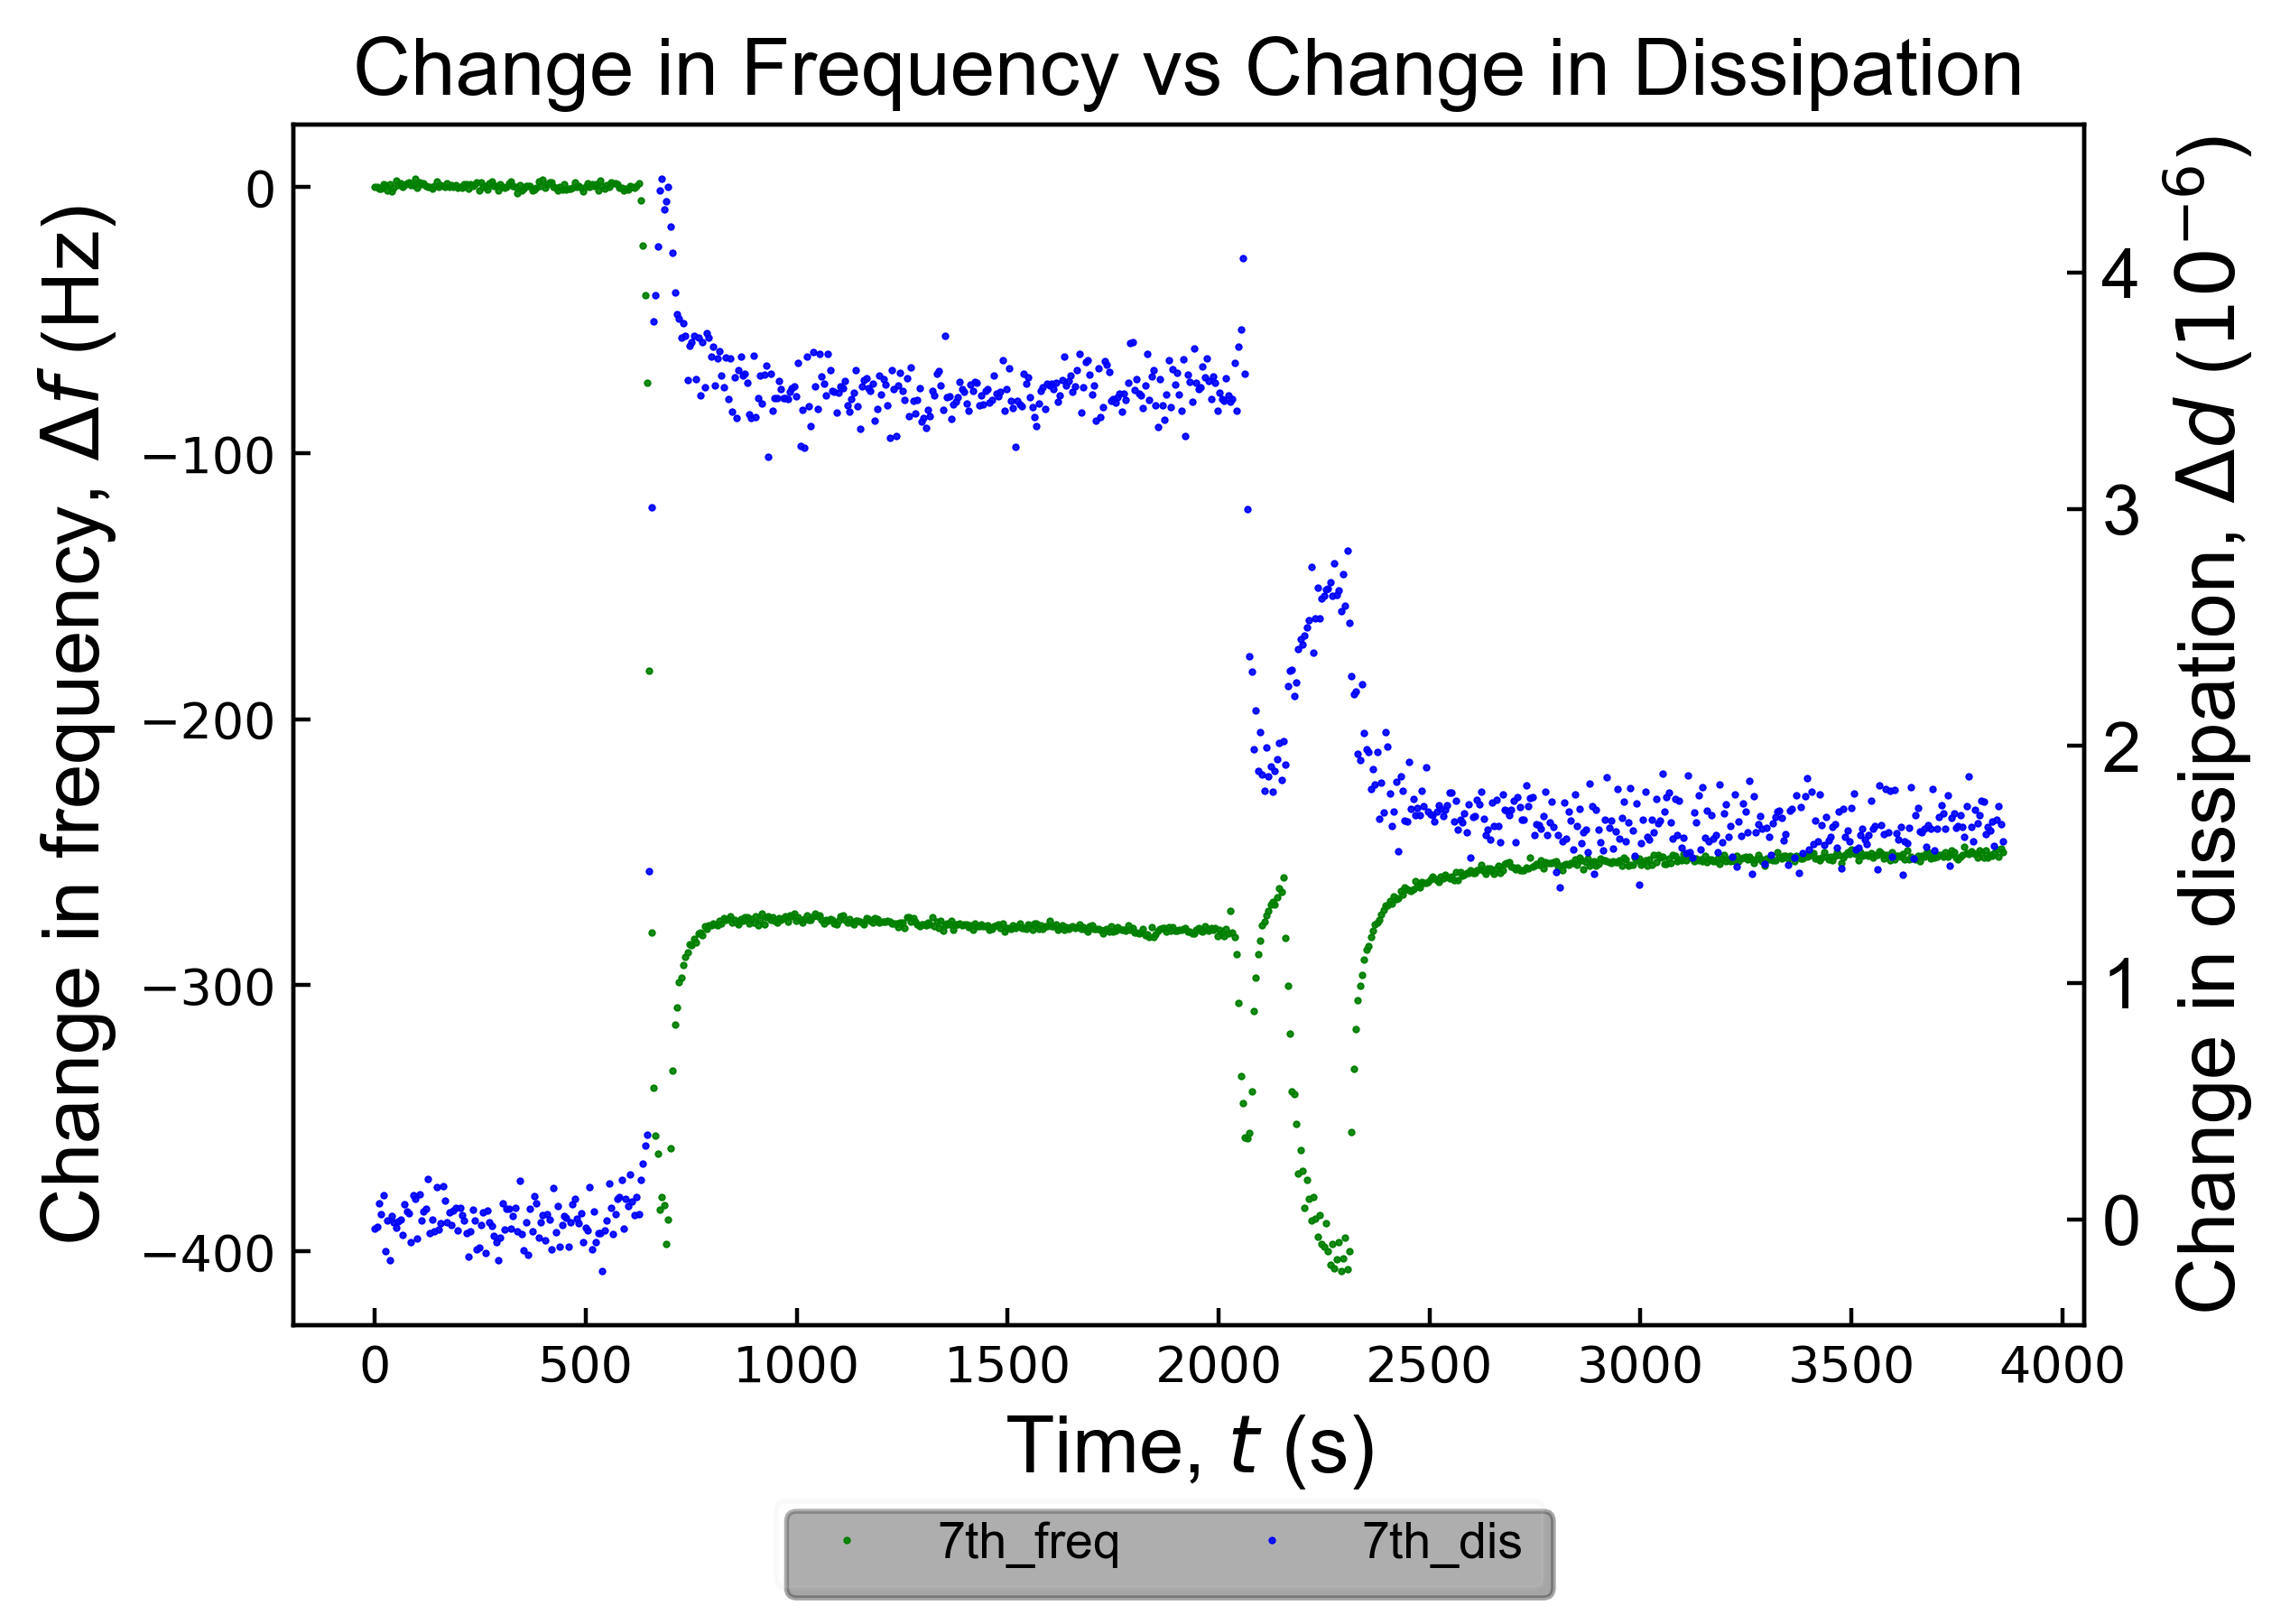 Change in Frequency vs Change in Dissipation
Change in frequency, Δf (Hz)
0
−100
−200
−300
−400
4
3
2
1
0
Change in dissipation, Δd (10⁻⁶)
0 500 1000 1500 2000 2500 3000 3500 4000
Time, t (s)
7th_freq 7th_dis